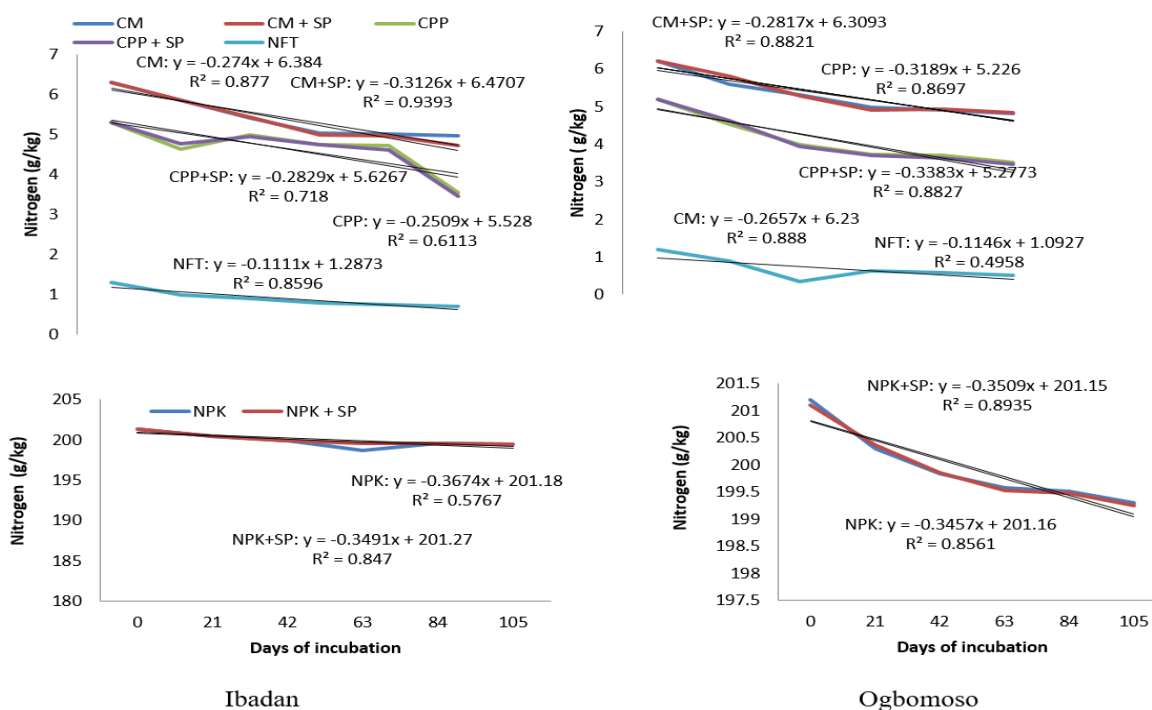 CM
CM + SP
CPP
CPP + SP
NFT
Nitrogen (g/kg)
7
6
5
4
3
2
1
0
CM: y = -0.274x + 6.384
R² = 0.877
CM+SP: y = -0.3126x + 6.4707
R² = 0.9393
CPP+SP: y = -0.2829x + 5.6267
R² = 0.718
CPP: y = -0.2509x + 5.528
R² = 0.6113
NFT: y = -0.1111x + 1.2873
R² = 0.8596
Nitrogen ( g/kg)
7
6
5
4
3
2
1
0
CM+SP: y = -0.2817x + 6.3093
R² = 0.8821
CPP: y = -0.3189x + 5.226
R² = 0.8697
CPP+SP: y = -0.3383x + 5.2773
R² = 0.8827
CM: y = -0.2657x + 6.23
R² = 0.888
NFT: y = -0.1146x + 1.0927
R² = 0.4958
NPK
NPK + SP
Nitrogen (g/kg)
205
200
195
190
185
180
NPK: y = -0.3674x + 201.18
R² = 0.5767
NPK+SP: y = -0.3491x + 201.27
R² = 0.847
0 21 42 63 84 105
Days of incubation
Ibadan
Nitrogen (g/kg)
201.5
201
200.5
200
199.5
199
198.5
198
197.5
NPK+SP: y = -0.3509x + 201.15
R² = 0.8935
NPK: y = -0.3457x + 201.16
R² = 0.8561
0 21 42 63 84 105
Days of incubation
Ogbomoso